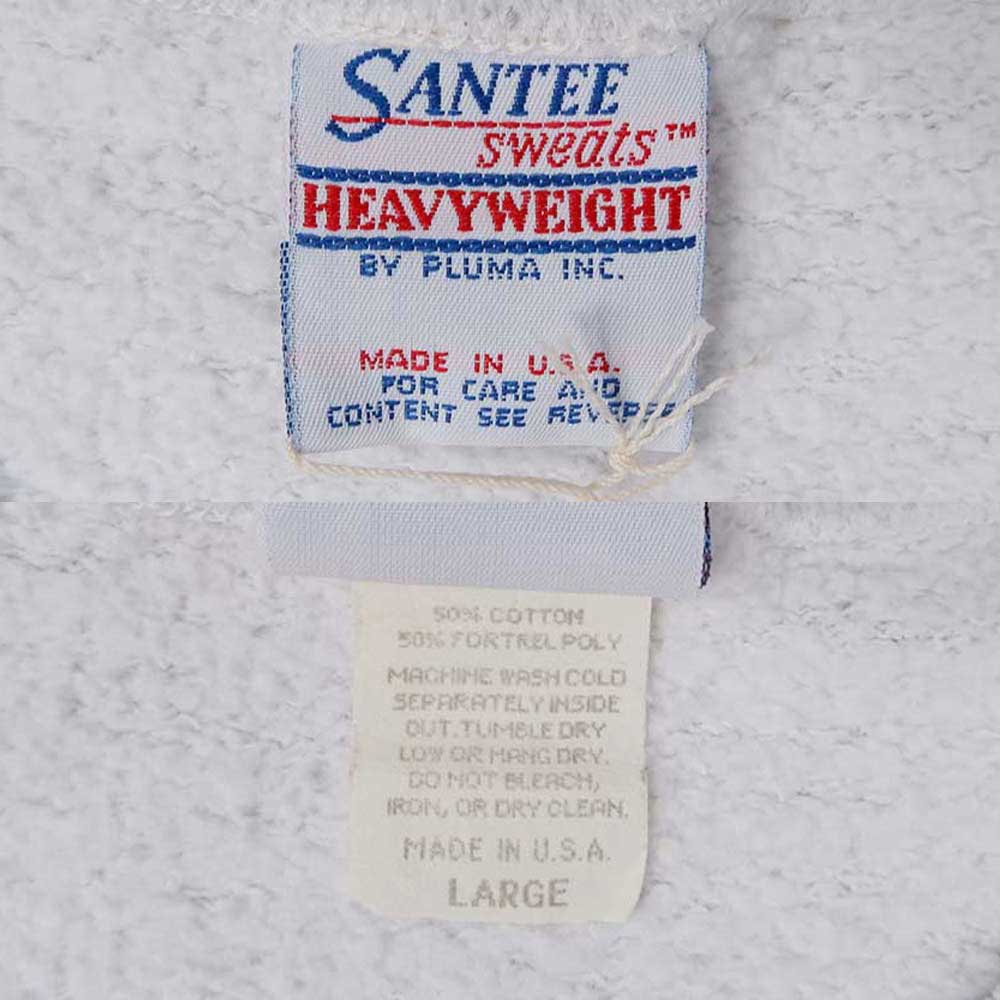 SANTEE
sweats™
HEAVYWEIGHT
BY PLUMA INC.
MADE IN U.S.A.
FOR CARE AND
CONTENT SEE REVERSE
50% COTTON
50% FORTREL POLY
MACHINE WASH COLD
SEPARATELY INSIDE
OUT. TUMBLE DRY
LOW OR HANG DRY.
DO NOT BLEACH,
IRON, OR DRY CLEAN.
MADE IN U.S.A.
LARGE